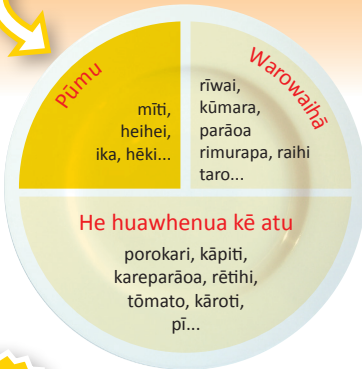 Pūmu
mīti,
heihei,
ika, hēki...
Warowaihā
rīwai,
kūmara,
parāoa
rimurapa, raihi
taro...
He huawhenua kē atu
porokari, kāpiti,
kareparāoa, rētihi,
tōmato, kāroti,
pī...